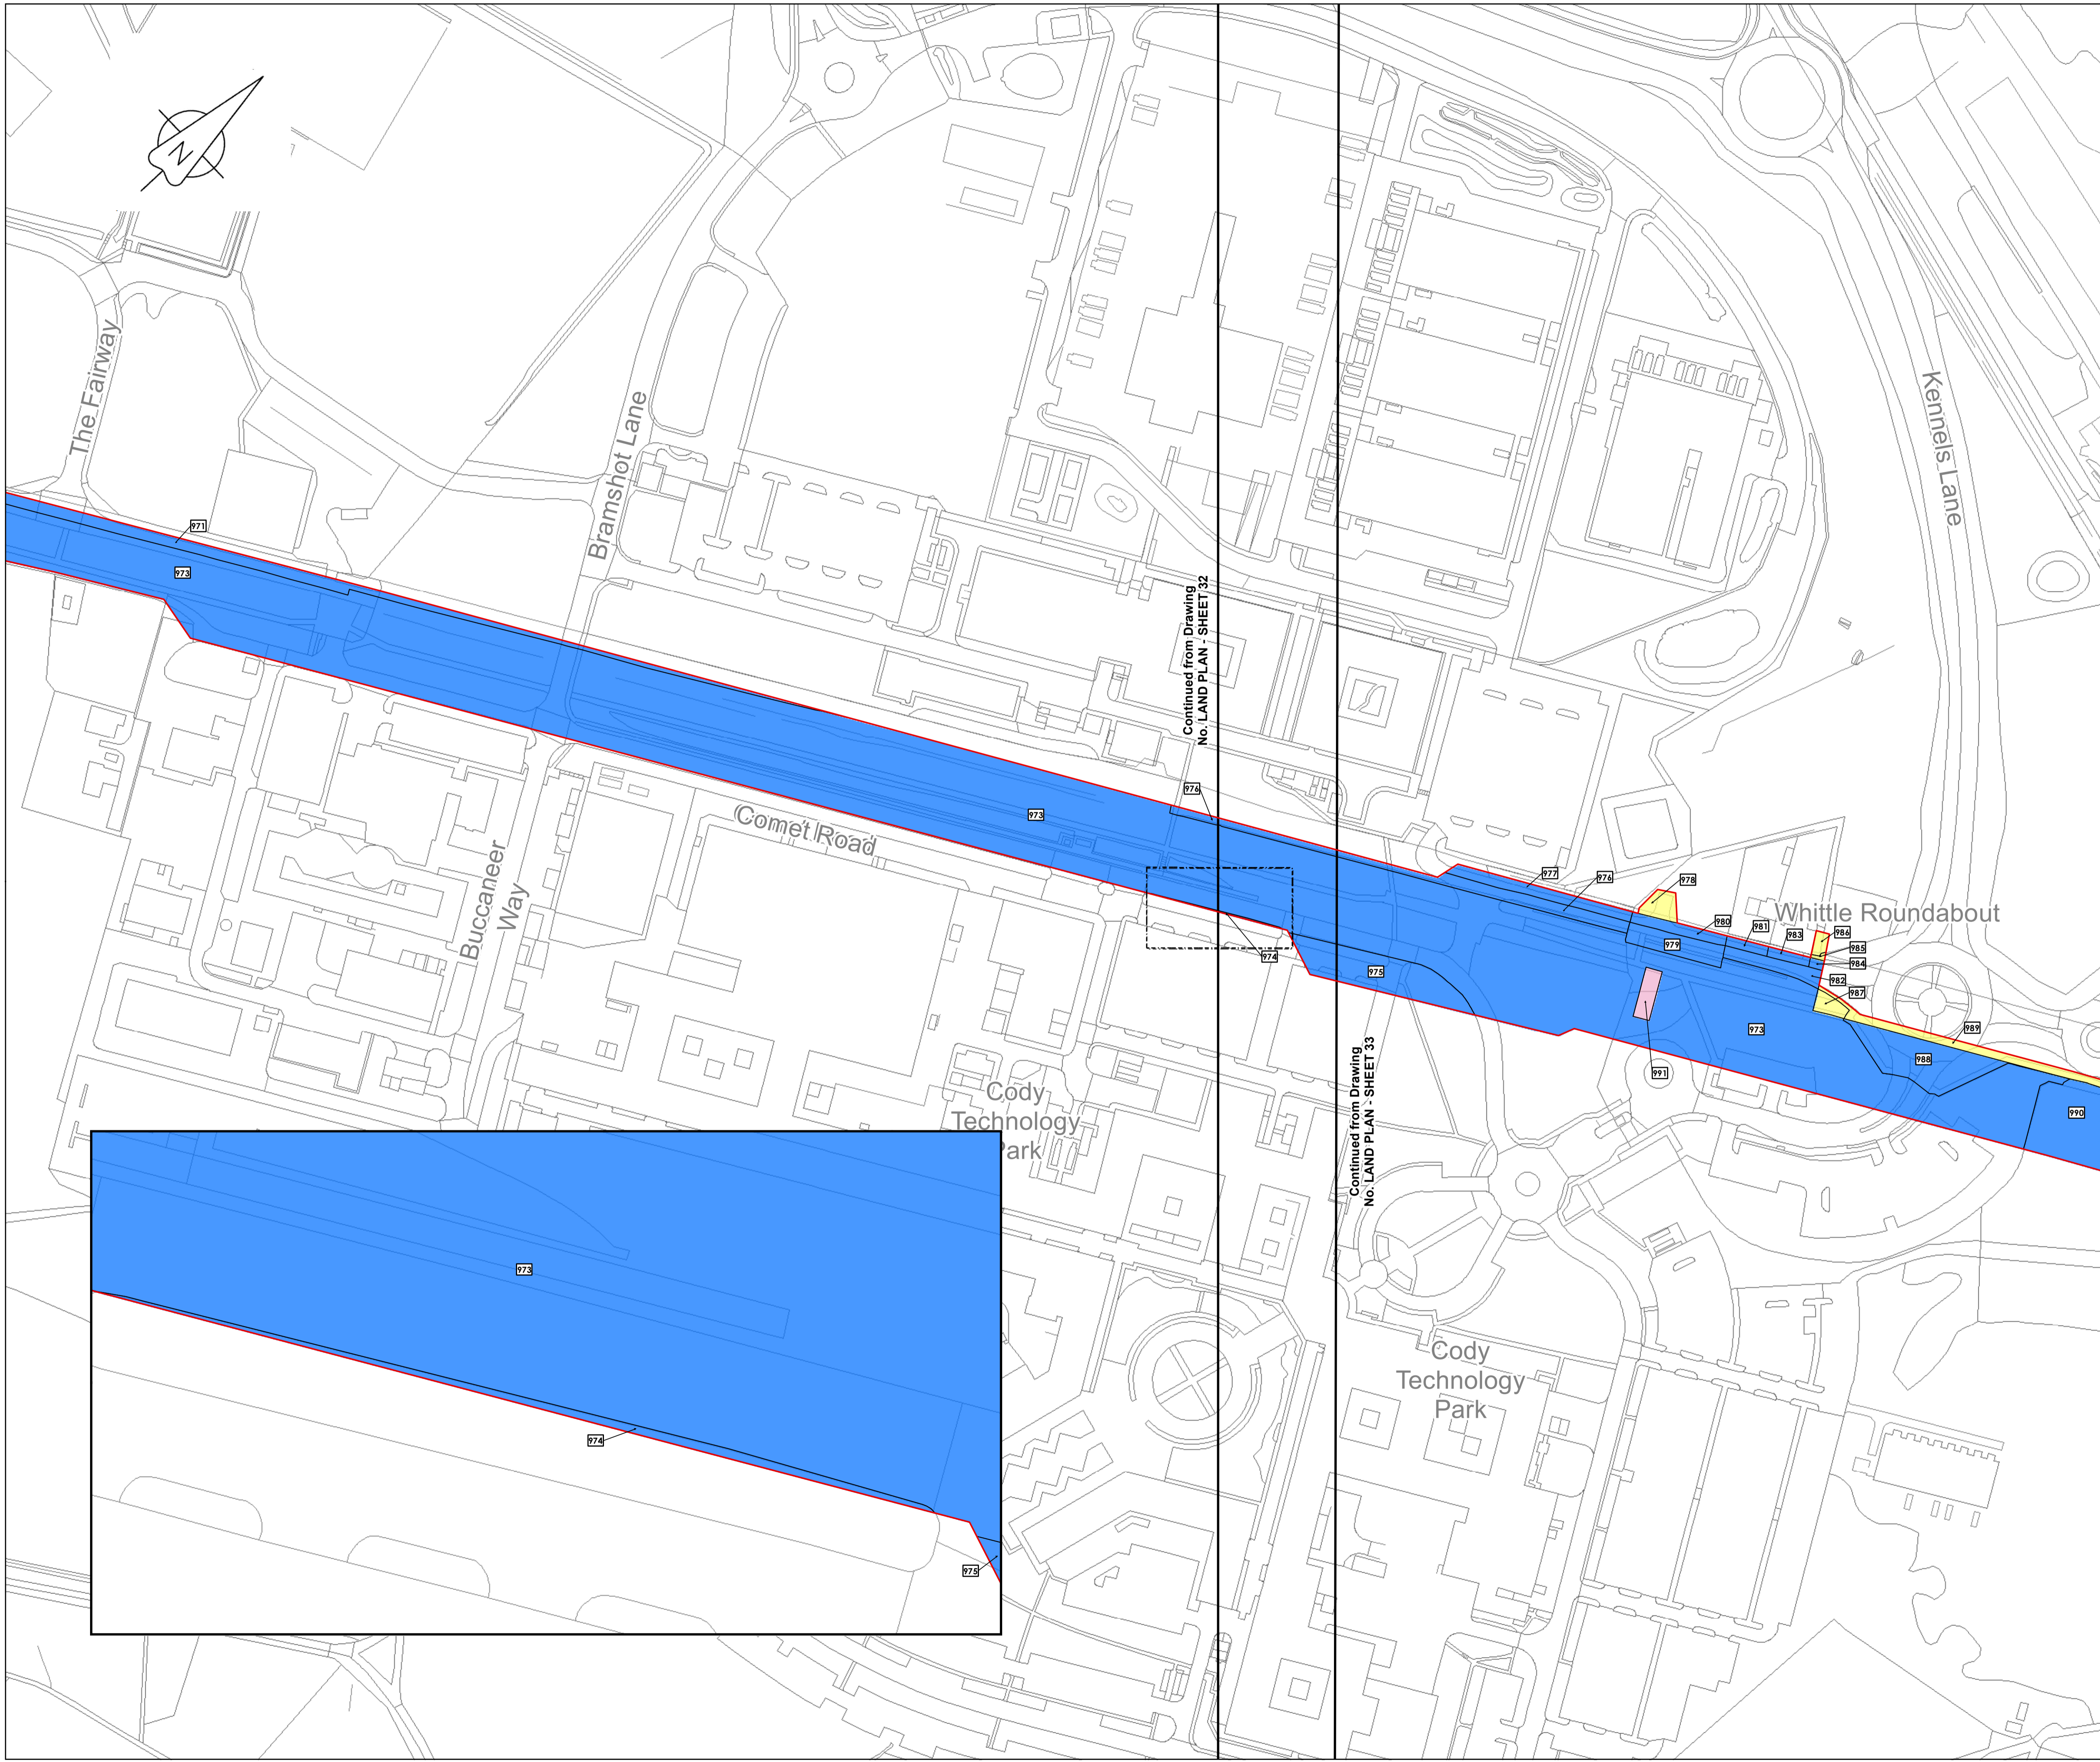 N
The Fairway
Bramshot Lane
Kennels Lane
971
973
Continued from Drawing
No. LAND PLAN - SHEET 32
976
973
Comet Road
Buccaneer
Way
977
976
978
Whittle Roundabout
980
981
983
986
985
984
982
979
987
974
975
973
989
988
991
990
Continued from Drawing
No. LAND PLAN - SHEET 33
Cody
Technology
Park
973
974
975
Cody
Technology
Park